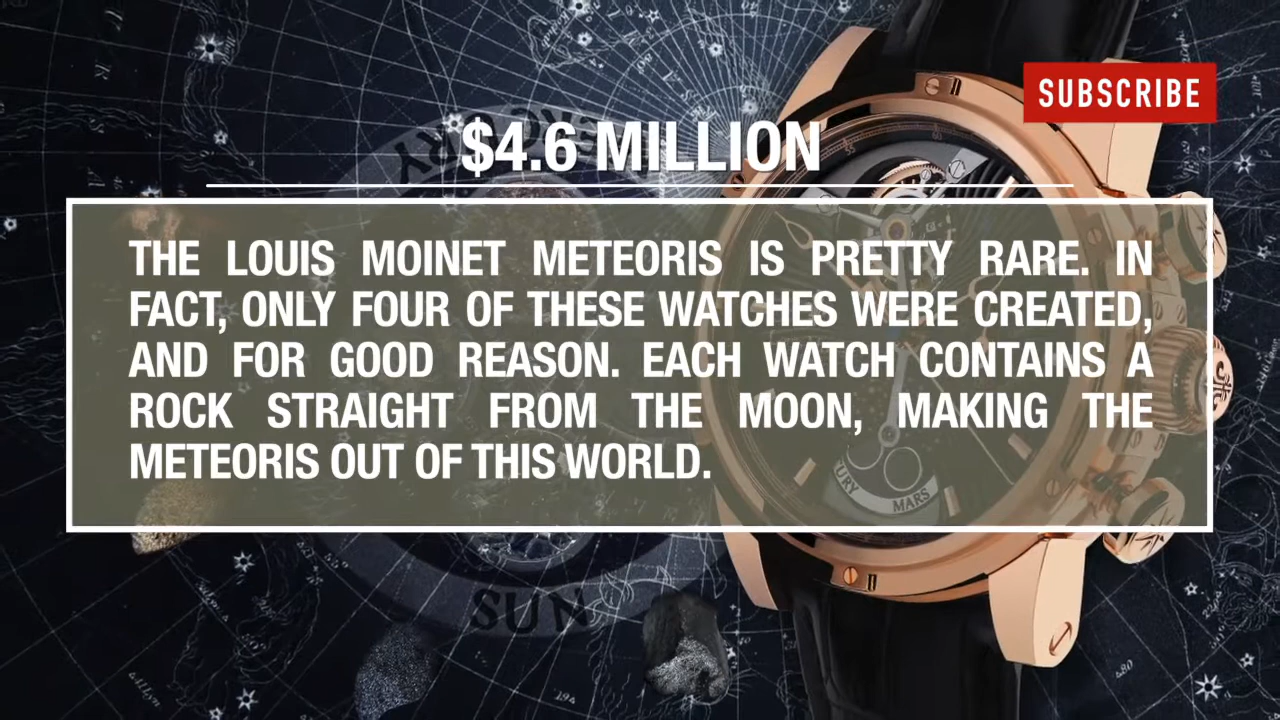 SUBSCRIBE
$4.6 MILLION
THE LOUIS MOINET METEORIS IS PRETTY RARE. IN
FACT, ONLY FOUR OF THESE WATCHES WERE CREATED,
AND FOR GOOD REASON. EACH WATCH CONTAINS A
ROCK STRAIGHT FROM THE MOON, MAKING THE
METEORIS OUT OF THIS WORLD.
MARS
SUN